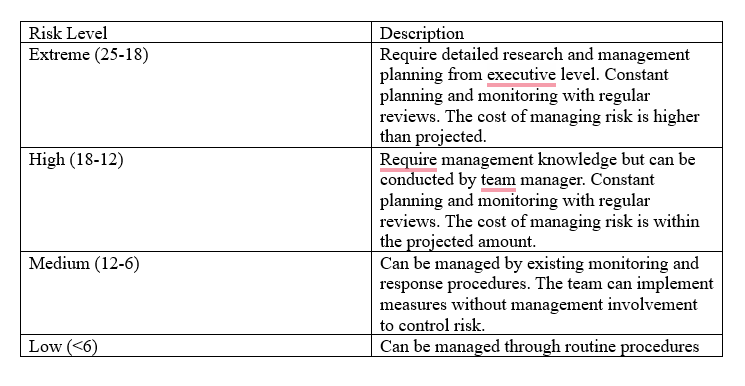 Risk Level
Description
Extreme (25-18)
Require detailed research and management
planning from executive level. Constant
planning and monitoring with regular
reviews. The cost of managing risk is higher
than projected.
High (18-12)
Require management knowledge but can be
conducted by team manager. Constant
planning and monitoring with regular
reviews. The cost of managing risk is within
the projected amount.
Medium (12-6)
Can be managed by existing monitoring and
response procedures. The team can implement
measures without management involvement
to control risk.
Low (<6)
Can be managed through routine procedures